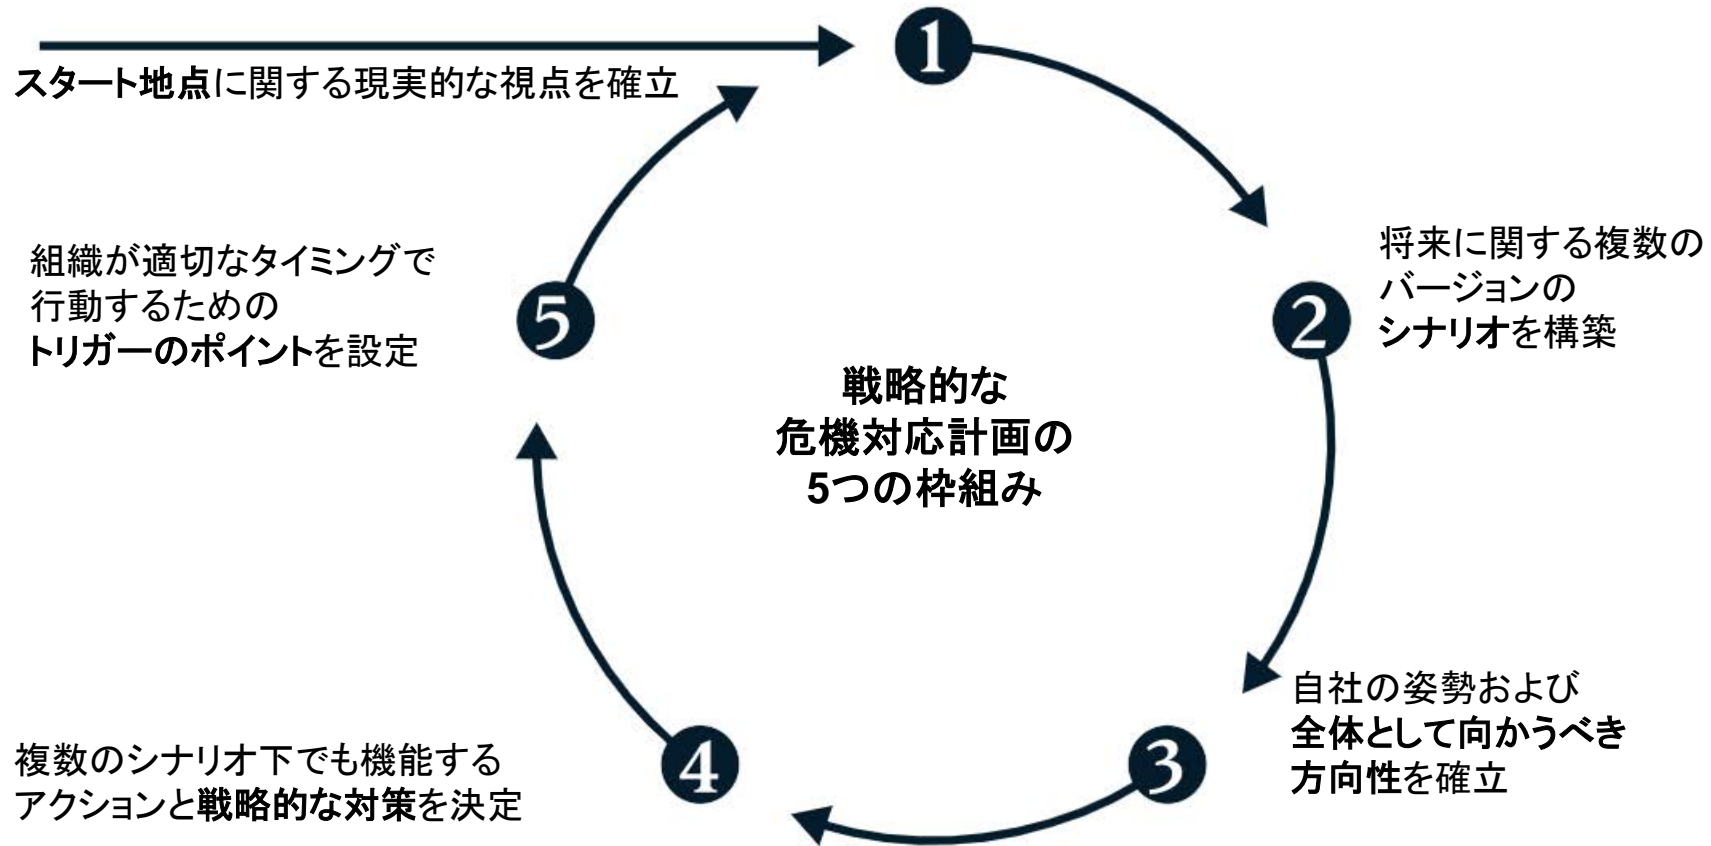 1
スタート地点に関する現実的な視点を確立
2
将来に関する複数の
バージョンの
シナリオを構築
3
自社の姿勢および
全体として向かうべき
方向性を確立
4
複数のシナリオ下でも機能する
アクションと戦略的な対策を決定
5
組織が適切なタイミングで
行動するための
トリガーのポイントを設定
戦略的な
危機対応計画の
5つの枠組み